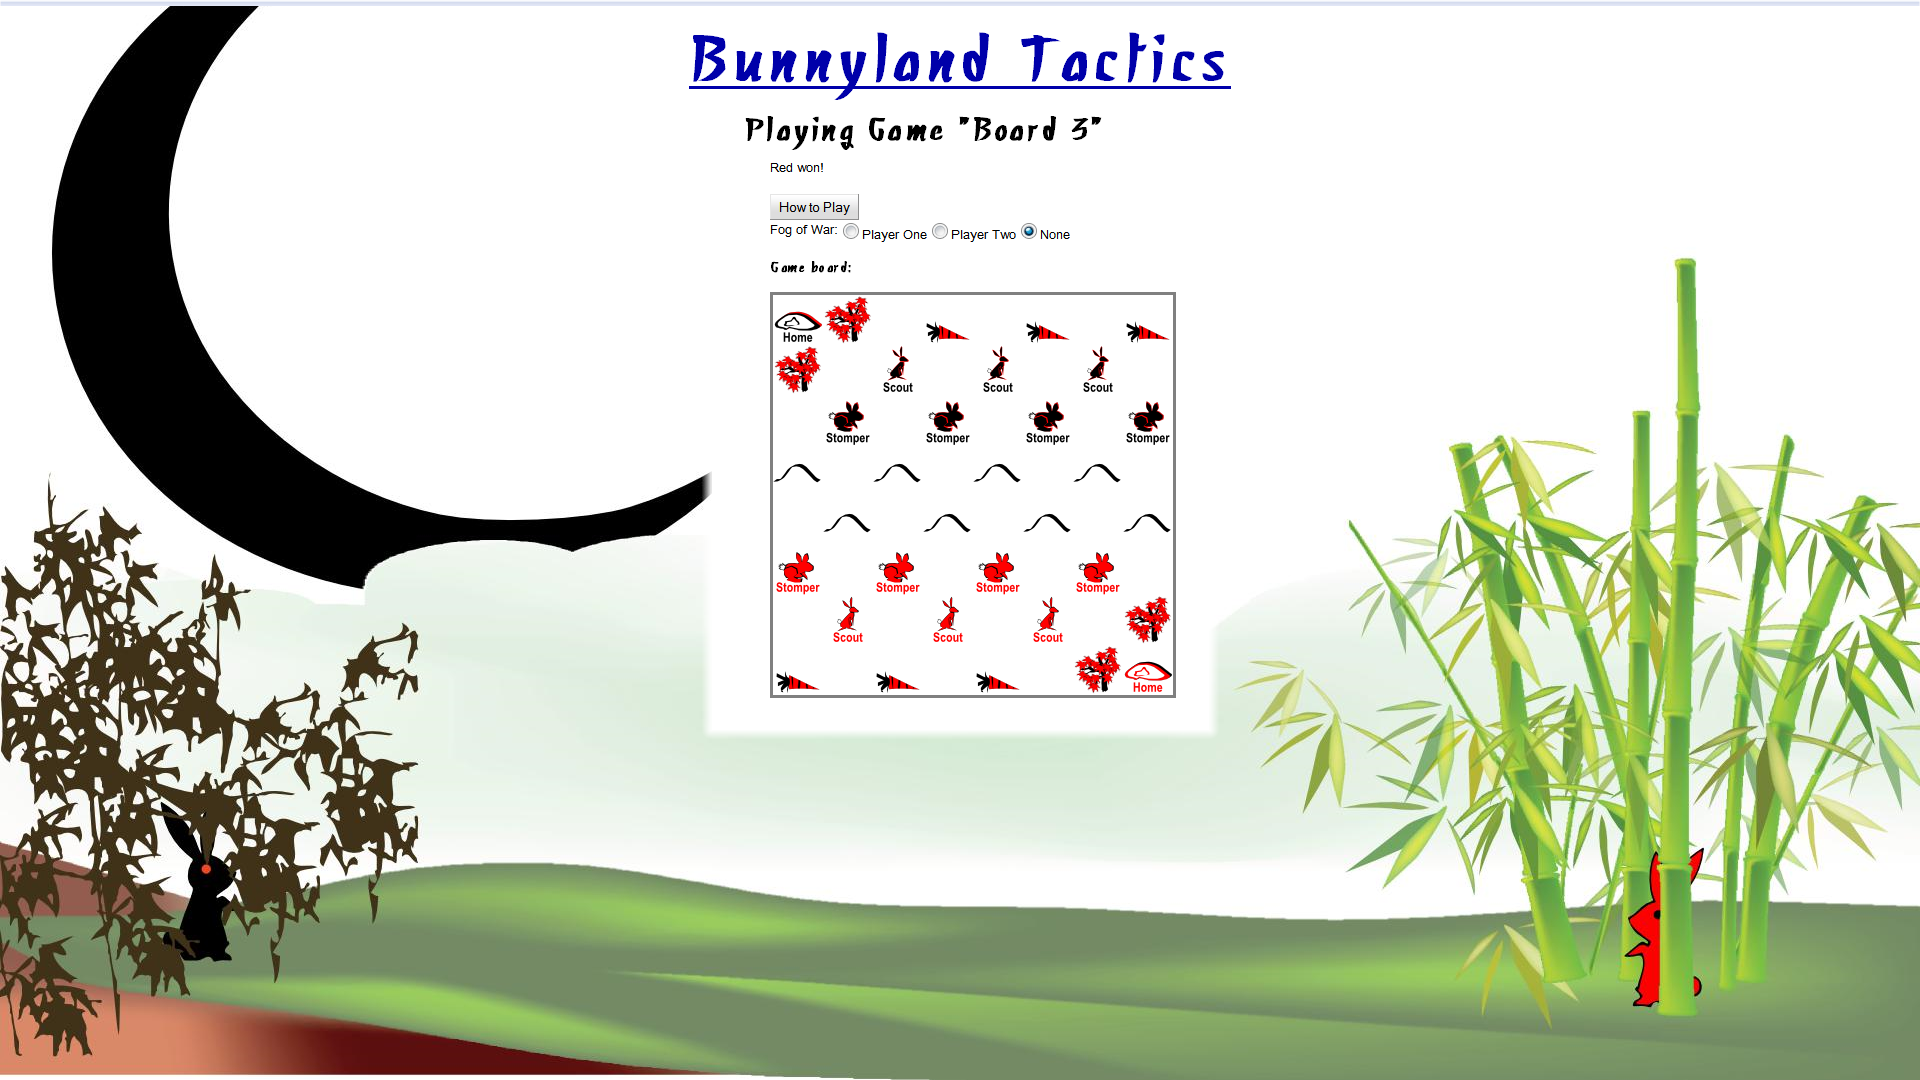 Bunnyland Tactics
Playing Game "Board 3"
Red won!
How to Play
Fog of War: Player One Player Two None
Game board:
Home
Scout Scout Scout
Stomper Stomper Stomper Stomper
Stomper Stomper Stomper Stomper
Scout Scout Scout
Home